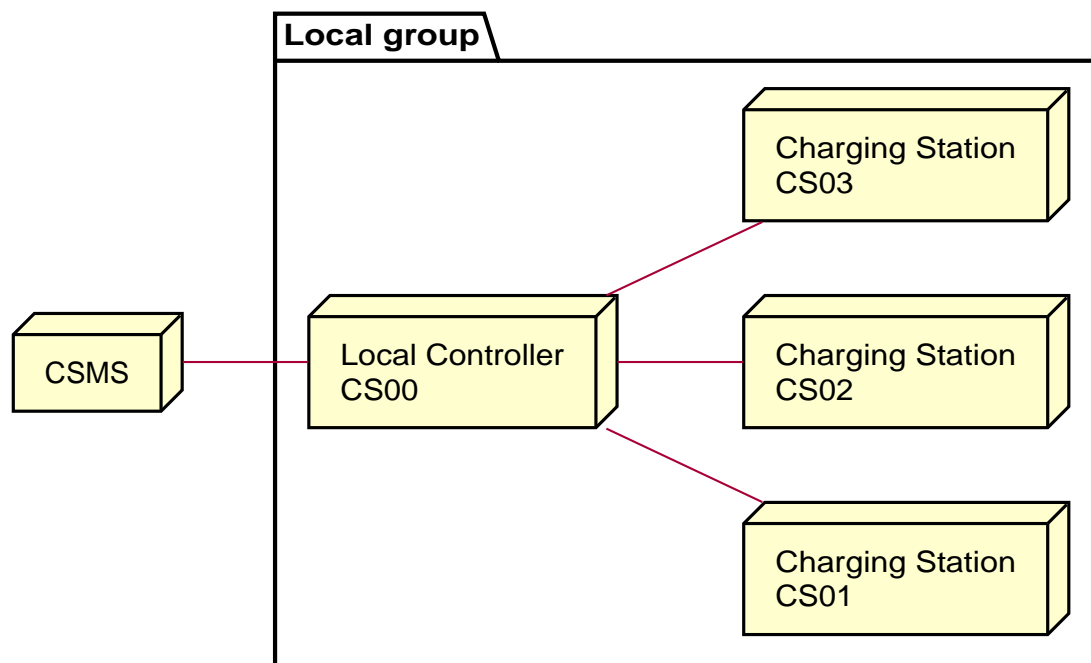 Local group
Charging Station
CS03
CSMS
Local Controller
CS00
Charging Station
CS02
Charging Station
CS01